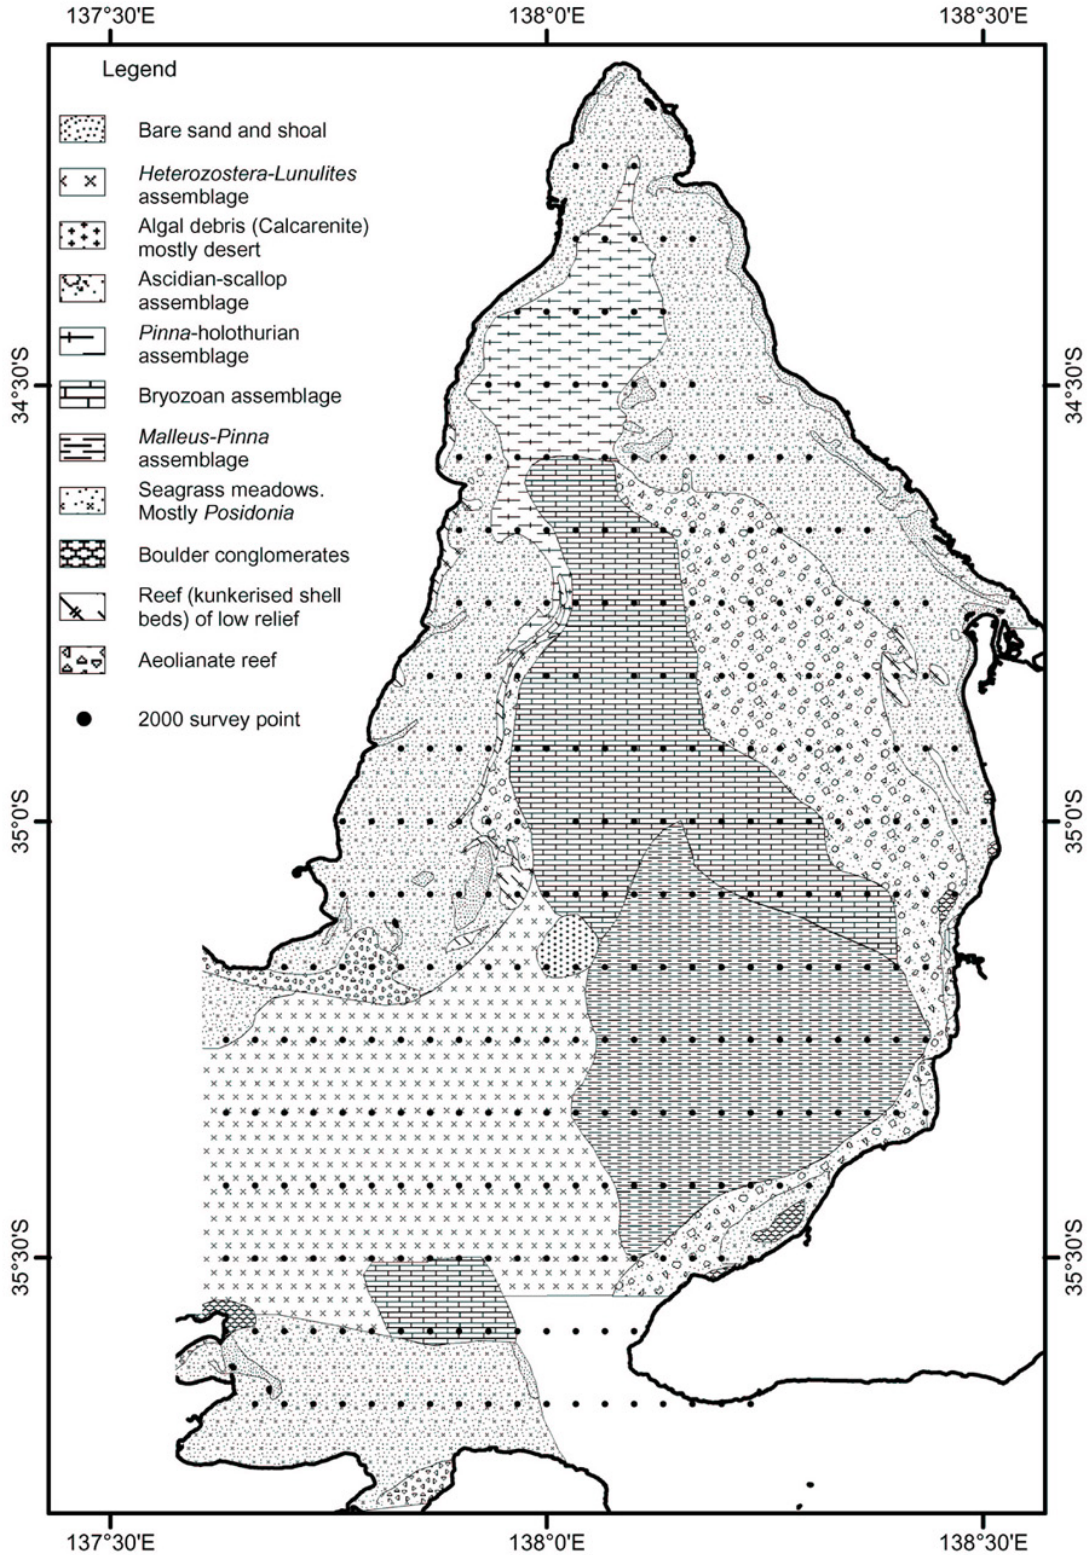 137°30'E 138°0'E 138°30'E
Legend
Bare sand and shoal
Heterozostera-Lunulites
assemblage
Algal debris (Calcarenite)
mostly desert
Ascidian-scallop
assemblage
Pinna-holothurian
assemblage
Bryozoan assemblage
Malleus-Pinna
assemblage
Seagrass meadows.
Mostly Posidonia
Boulder conglomerates
Reef (kunkerised shell
beds) of low relief
Aeolianate reef
2000 survey point
34°30'S 34°30'S
35°0'S 35°0'S
35°30'S 35°30'S
137°30'E 138°0'E 138°30'E